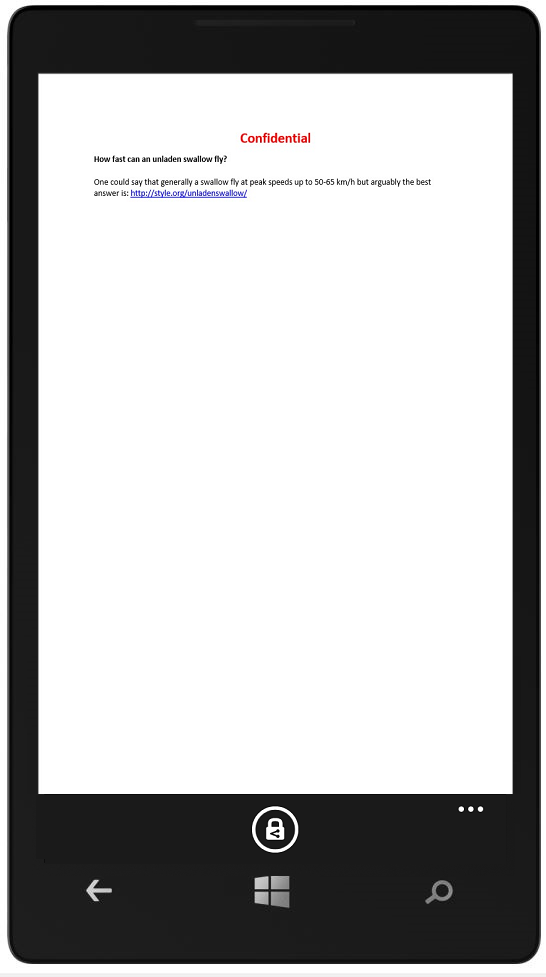 Confidential
How fast can an unladen swallow fly?
One could say that generally a swallow fly at peak speeds up to 50-65 km/h but arguably the best
answer is: http://style.org/unladenswallow/